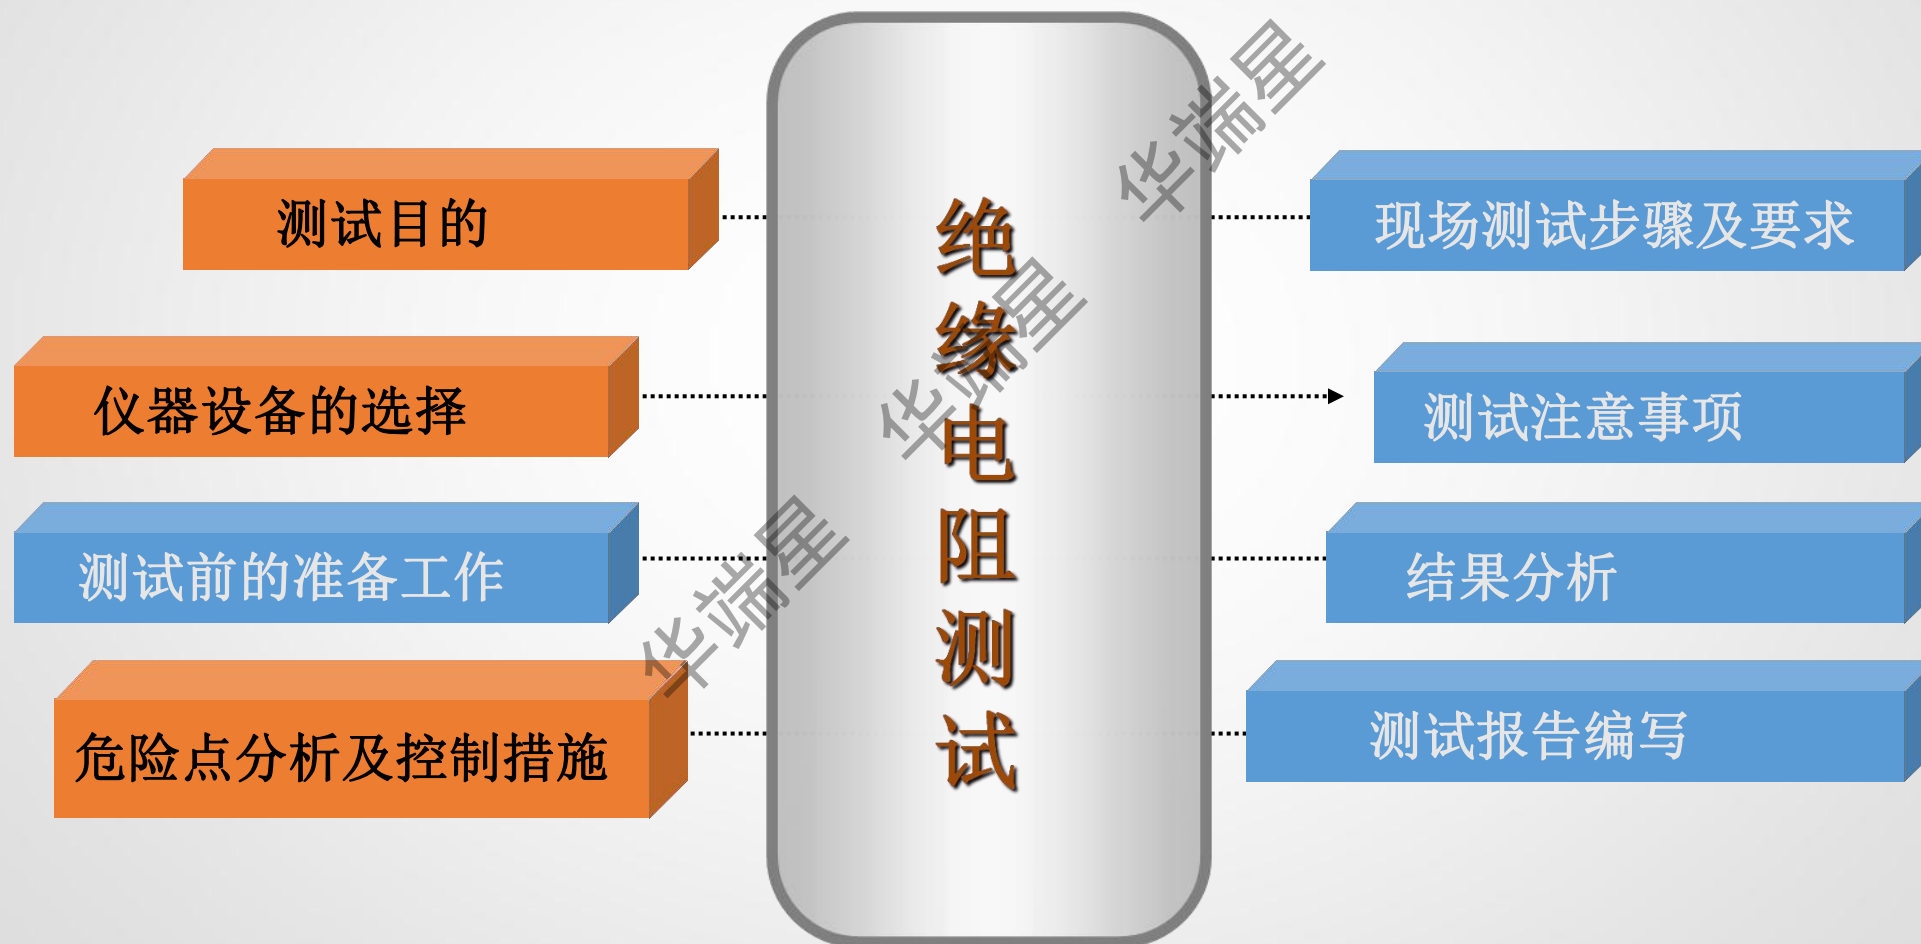 测试目的
仪器设备的选择
测试前的准备工作
危险点分析及控制措施
绝缘电阻测试
现场测试步骤及要求
测试注意事项
结果分析
测试报告编写
华端星
华端星
华端星